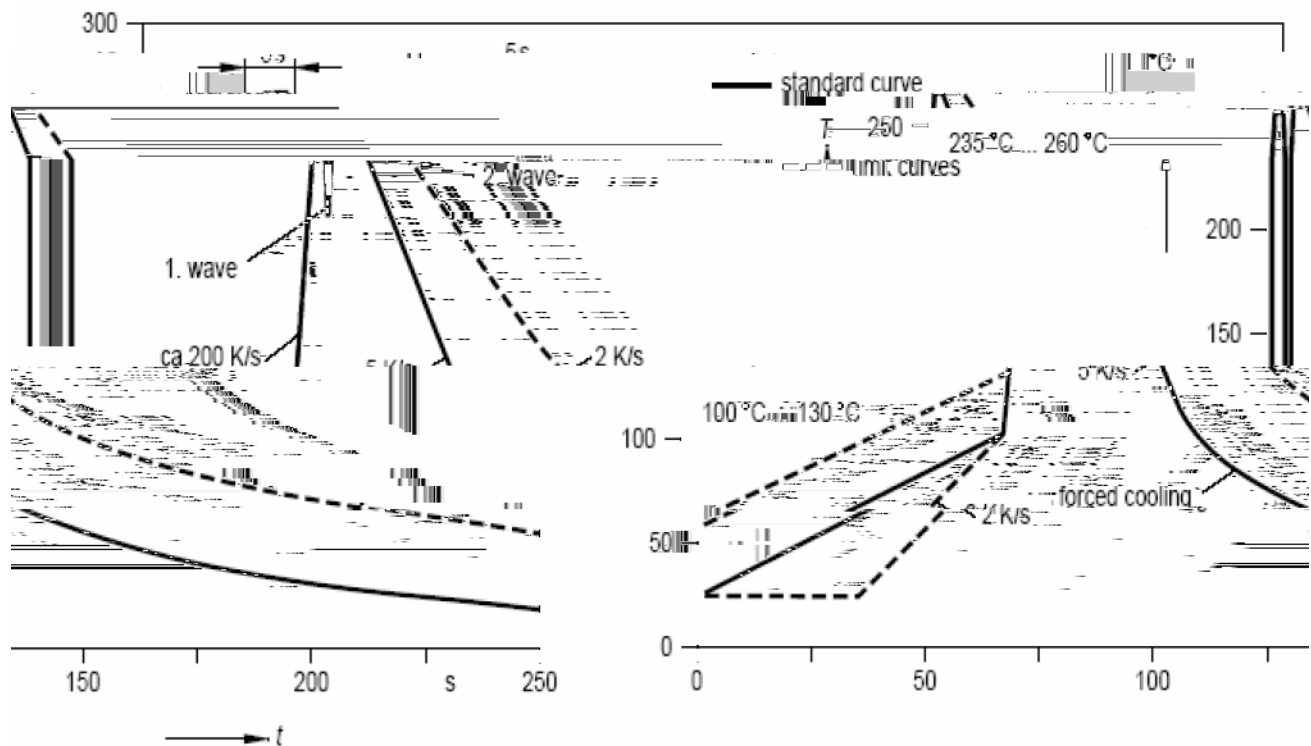 300
5s
standard curve
°C
T
250
235 °C ... 260 °C
limit curves
2. wave
200
1. wave
150
ca 200 K/s
2 K/s
5 K/s
100 °C ... 130 °C
100
forced cooling
2 K/s
50
0
150
200
s
250
0
50
100
t